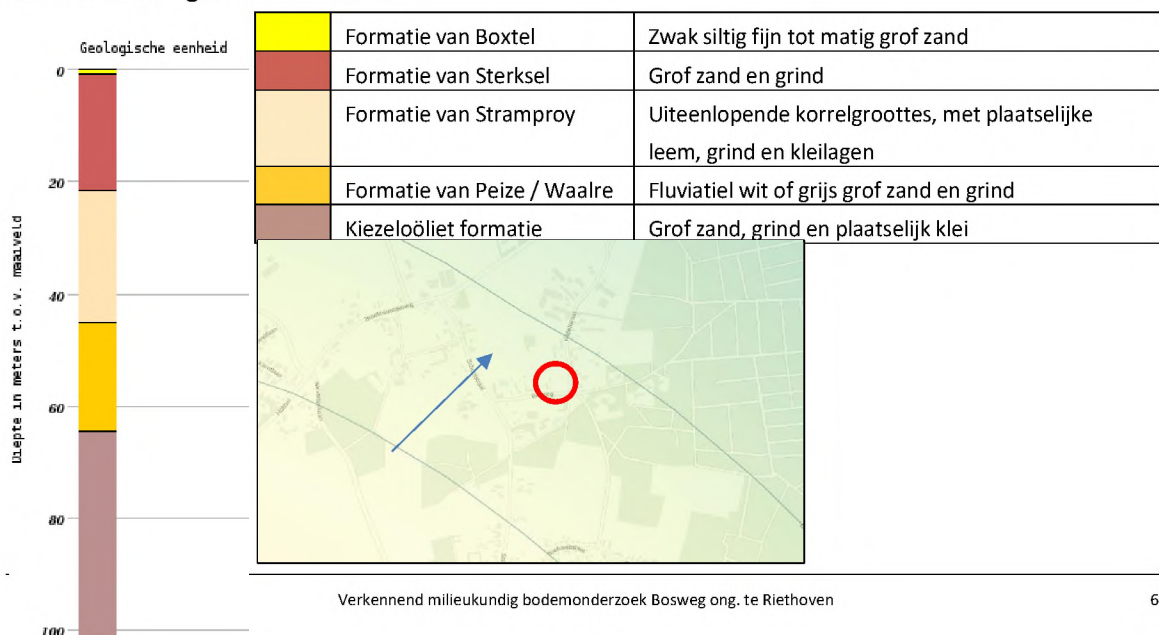 Geologische eenheid
0
20
40
60
80
100
Diepte in meters t.o.v. maaiveld
Formatie van Boxtel Zwak siltig fijn tot matig grof zand
Formatie van Sterksel Grof zand en grind
Formatie van Stramproy Uiteenlopende korrelgroottes, met plaatselijke
leem, grind en kleilagen
Formatie van Peize / Waalre Fluviatiel wit of grijs grof zand en grind
Kiezeloöliet formatie Grof zand, grind en plaatselijk klei
Verkennend milieukundig bodemonderzoek Bosweg ong. te Riethoven 6